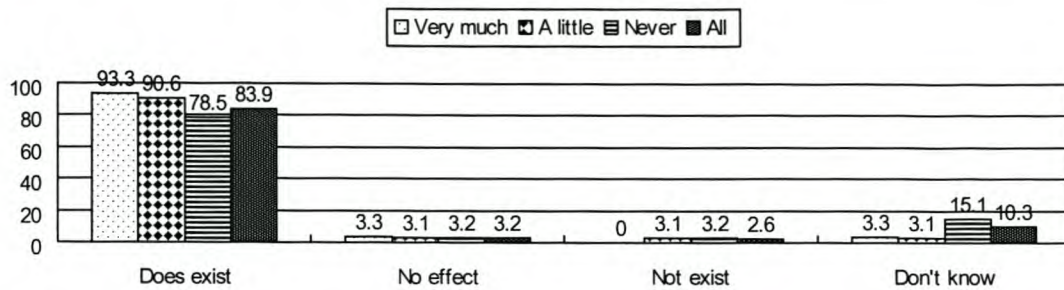 Very much A little Never All
93.3 90.6 78.5 83.9
3.3 3.1 3.2 3.2
0 3.1 3.2 2.6
3.3 3.1 15.1 10.3
100
80
60
40
20
0
Does exist No effect Not exist Don't know